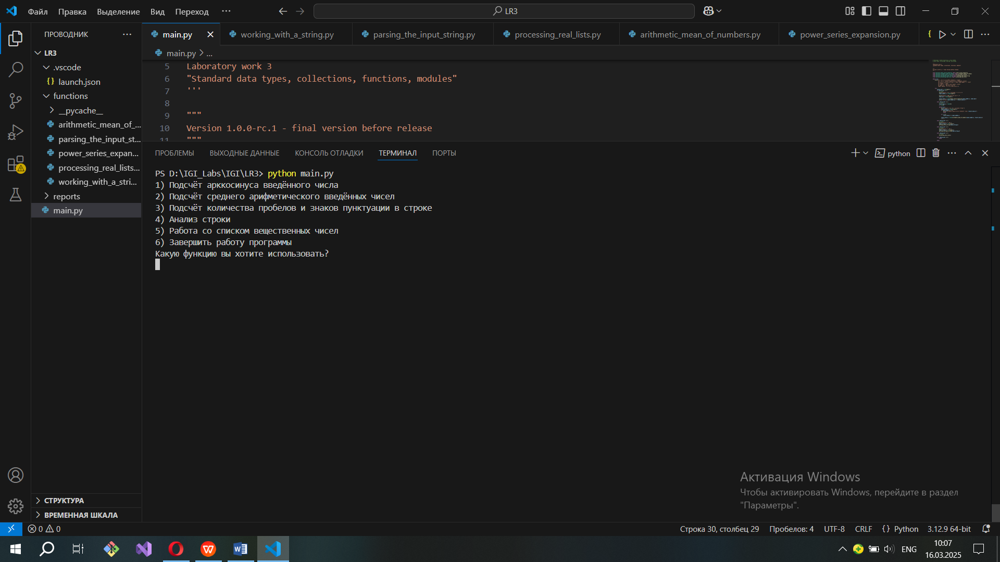 Файл Правка Выделение Вид Переход ··· LR3
ПРОВОДНИК ···
LR3
.vscode
launch.json
functions
__pycache__
arithmetic_mean_of_...
parsing_the_input_st...
power_series_expan...
processing_real_lists...
working_with_a_stri...
reports
main.py
СТРУКТУРА
ВРЕМЕННАЯ ШКАЛА
main.py working_with_a_string.py parsing_the_input_string.py processing_real_lists.py arithmetic_mean_of_numbers.py power_series_expansion.py {
main.py > ...
5 Laboratory work 3
6 "Standard data types, collections, functions, modules"
7 '''
8
9 """
10 Version 1.0.0-rc.1 - final version before release
11 """
ПРОБЛЕМЫ ВЫХОДНЫЕ ДАННЫЕ КОНСОЛЬ ОТЛАДКИ ТЕРМИНАЛ ПОРТЫ python ···
PS D:\IGI_Labs\IGI\LR3> python main.py
1) Подсчёт арккосинуса введённого числа
2) Подсчёт среднего арифметического введённых чисел
3) Подсчёт количества пробелов и знаков пунктуации в строке
4) Анализ строки
5) Работа со списком вещественных чисел
6) Завершить работу программы
Какую функцию вы хотите использовать?
Активация Windows
Чтобы активировать Windows, перейдите в раздел
"Параметры".
0 0 Строка 30, столбец 29 Пробелов: 4 UTF-8 CRLF {} Python 3.12.9 64-bit
ENG 10:07
16.03.2025